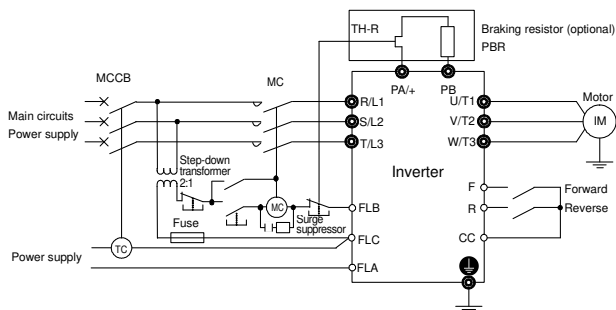 TH-R
Braking resistor (optional)
PBR
MCCB
MC
PA/+
PB
Main circuits
Power supply
R/L1
S/L2
T/L3
U/T1
V/T2
W/T3
Motor
IM
Inverter
Step-down
transformer
2:1
MC
Surge
suppressor
Fuse
FLB
FLC
FLA
F
R
CC
Forward
Reverse
Power supply
TC